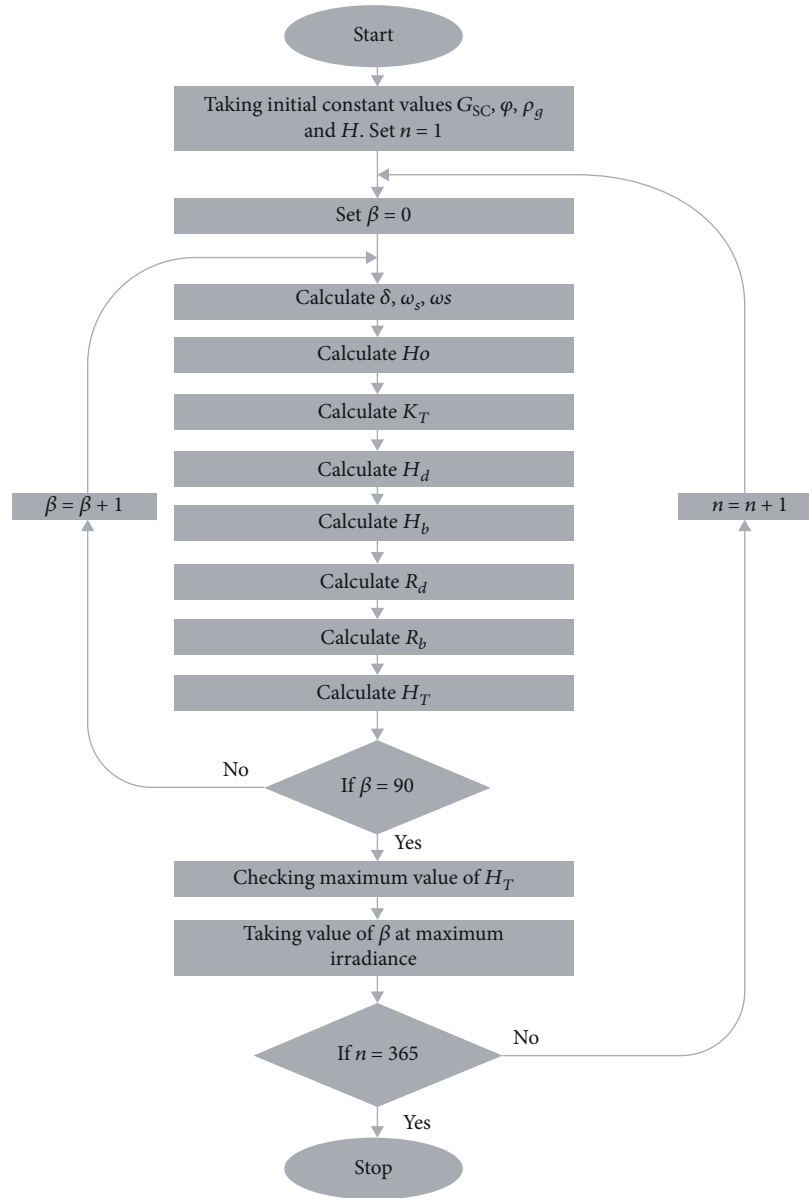 Start
Taking initial constant values G_SC, φ, ρ_g
and H. Set n = 1
Set β = 0
Calculate δ, ω_s, ωs
Calculate Ho
Calculate K_T
Calculate H_d
β = β + 1
n = n + 1
Calculate H_b
Calculate R_d
Calculate R_b
Calculate H_T
No
If β = 90
Yes
Checking maximum value of H_T
Taking value of β at maximum
irradiance
No
If n = 365
Yes
Stop